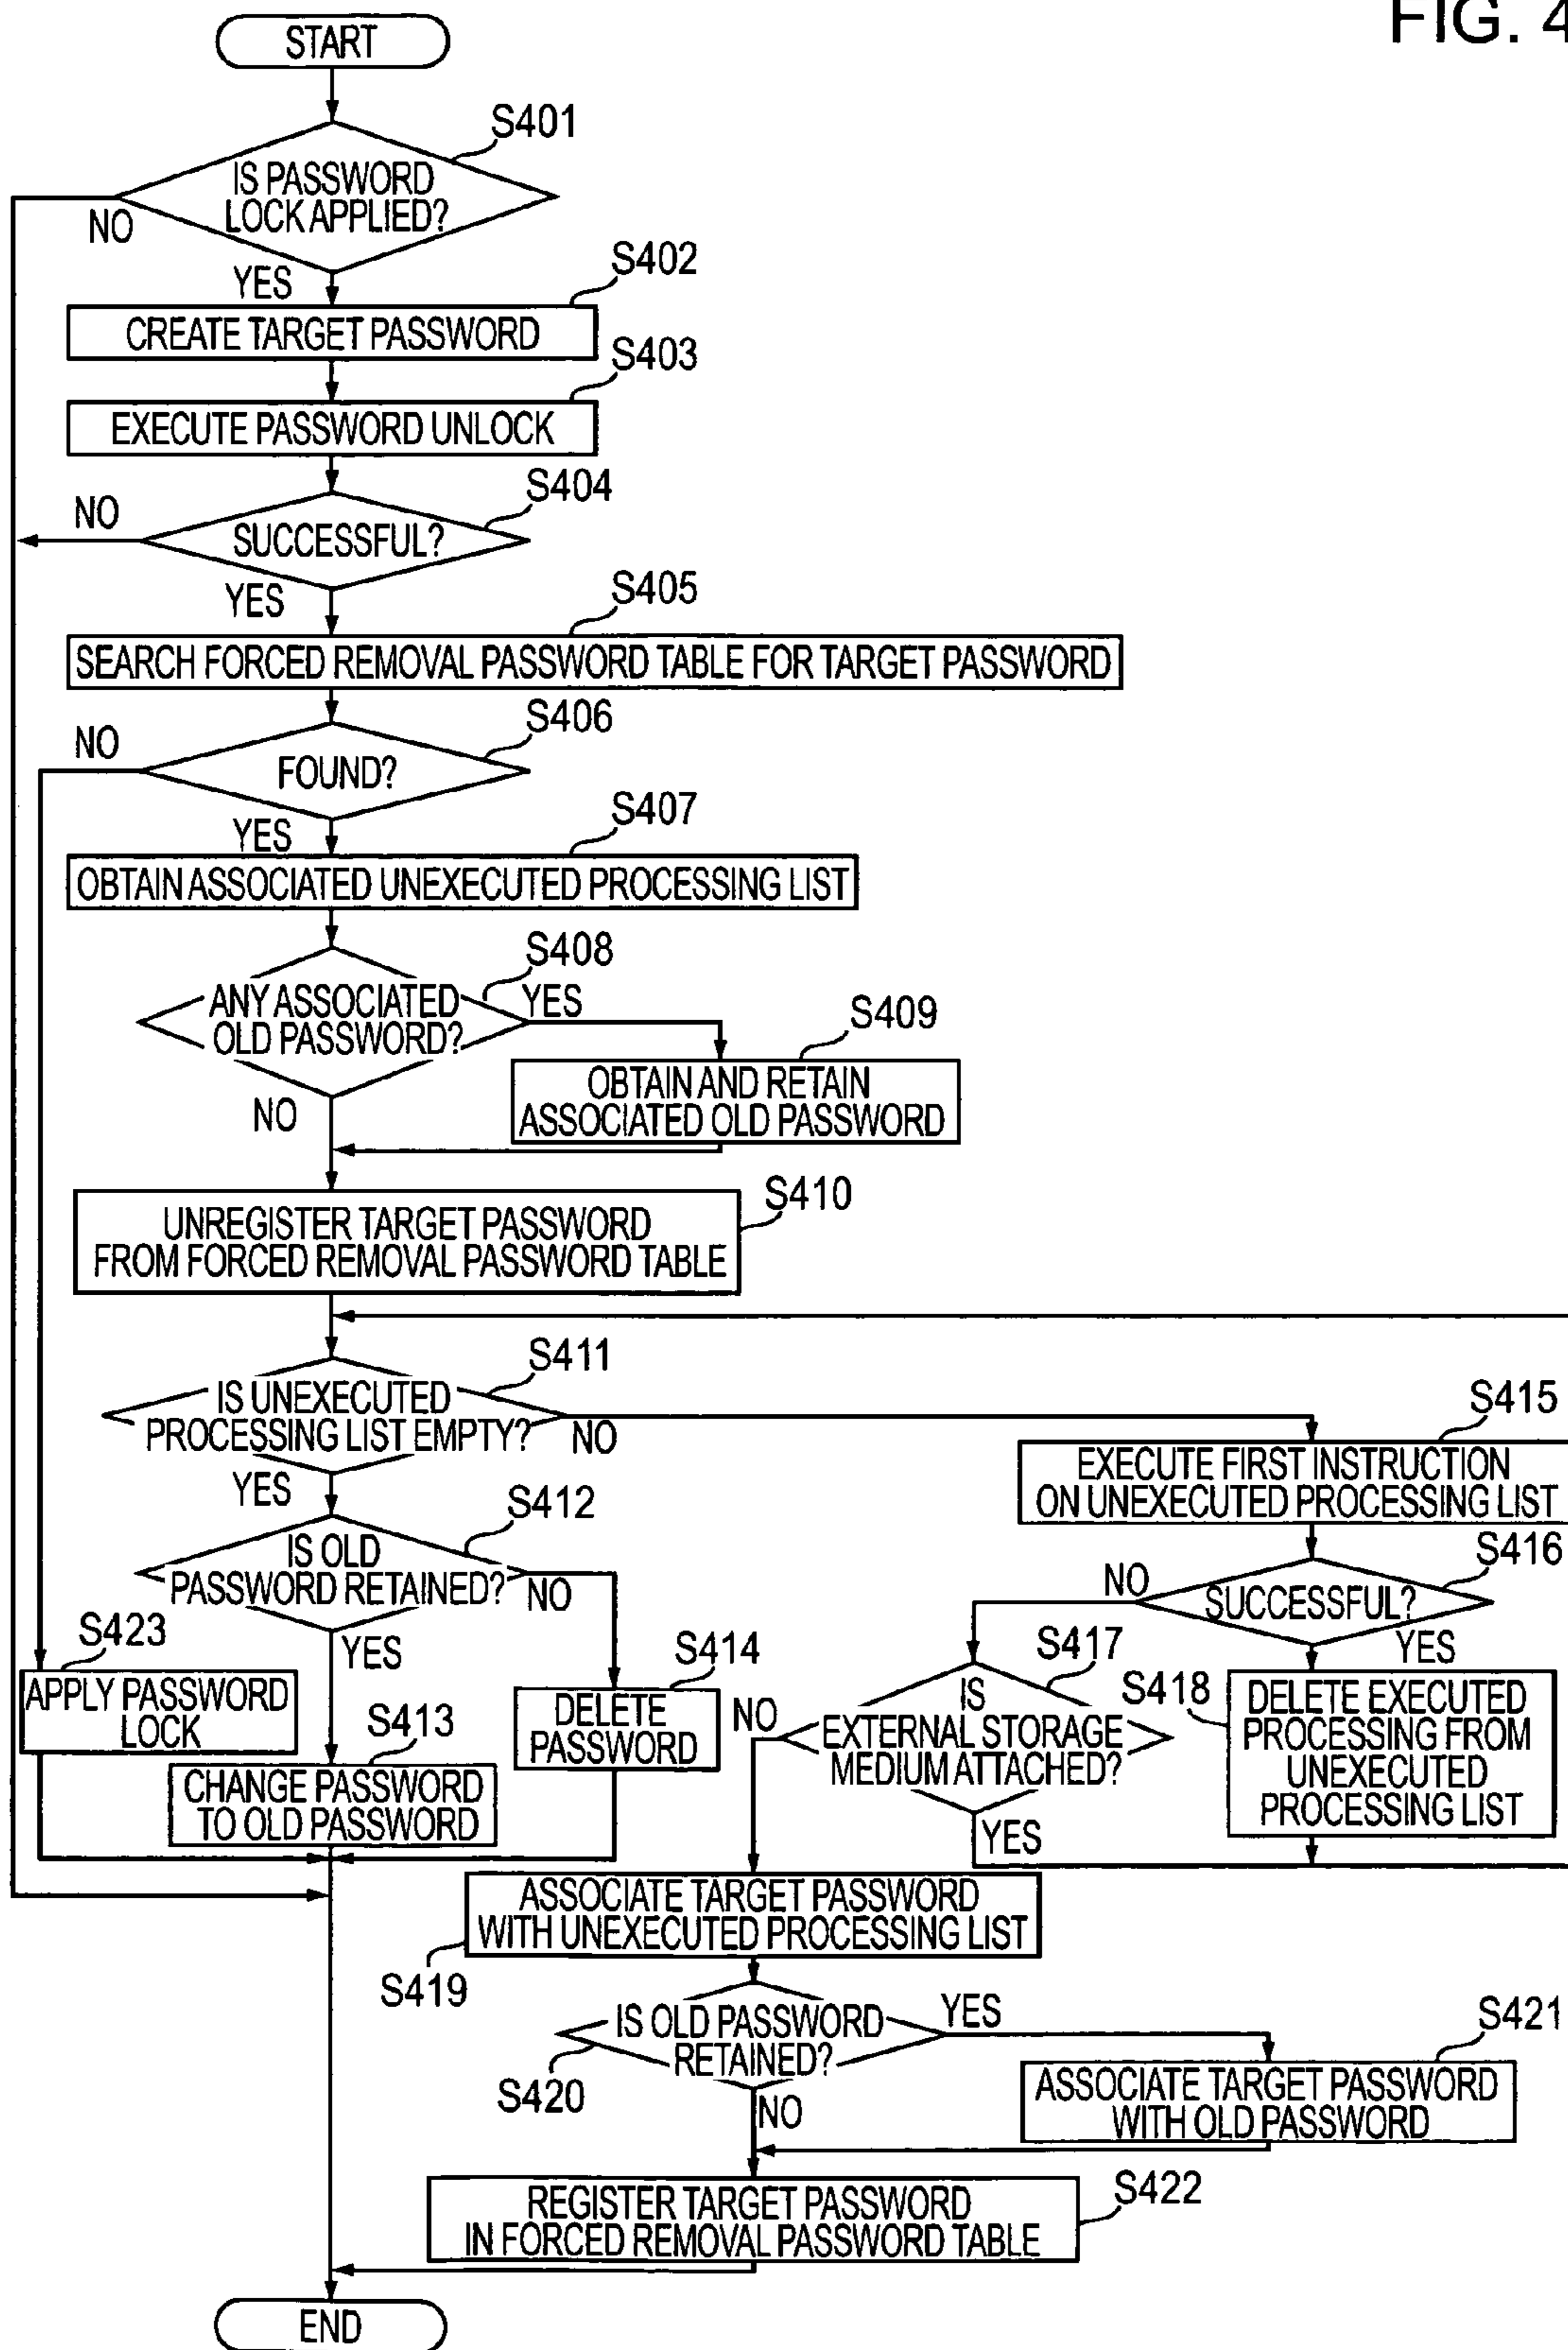 FIG. 4
START
S401
IS PASSWORD
LOCK APPLIED?
NO
YES
S402
CREATE TARGET PASSWORD
S403
EXECUTE PASSWORD UNLOCK
S404
NO
SUCCESSFUL?
YES
S405
SEARCH FORCED REMOVAL PASSWORD TABLE FOR TARGET PASSWORD
S406
NO
FOUND?
YES
S407
OBTAIN ASSOCIATED UNEXECUTED PROCESSING LIST
S408
ANY ASSOCIATED
OLD PASSWORD?
YES
S409
OBTAIN AND RETAIN
ASSOCIATED OLD PASSWORD
NO
S410
UNREGISTER TARGET PASSWORD
FROM FORCED REMOVAL PASSWORD TABLE
S411
IS UNEXECUTED
PROCESSING LIST EMPTY?
NO
YES
S415
EXECUTE FIRST INSTRUCTION
ON UNEXECUTED PROCESSING LIST
S412
IS OLD
PASSWORD RETAINED?
NO
YES
S416
NO
SUCCESSFUL?
YES
S423
APPLY PASSWORD
LOCK
S414
DELETE
PASSWORD
S413
CHANGE PASSWORD
TO OLD PASSWORD
S417
IS
EXTERNAL STORAGE
MEDIUM ATTACHED?
NO
YES
S418
DELETE EXECUTED
PROCESSING FROM
UNEXECUTED
PROCESSING LIST
ASSOCIATE TARGET PASSWORD
WITH UNEXECUTED PROCESSING LIST
S419
IS OLD PASSWORD
RETAINED?
YES
S420
NO
S421
ASSOCIATE TARGET PASSWORD
WITH OLD PASSWORD
S422
REGISTER TARGET PASSWORD
IN FORCED REMOVAL PASSWORD TABLE
END